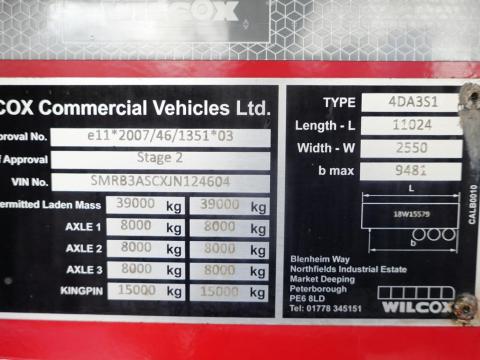 WILCOX
COX Commercial Vehicles Ltd.
proval No. e11*2007/46/1351*03
f Approval Stage 2
VIN No. SMRB3ASCXJN124604
ermitted Laden Mass 39000 kg 39000 kg
AXLE 1 8000 kg 8000 kg
AXLE 2 8000 kg 8000 kg
AXLE 3 8000 kg 8000 kg
KINGPIN 15000 kg 15000 kg
TYPE 4DA3S1
Length - L 11024
Width - W 2550
b max 9481
L
18W15579
b
CALB0010
Blenheim Way
Northfields Industrial Estate
Market Deeping
Peterborough
PE6 8LD
Tel: 01778 345151
WILCOX